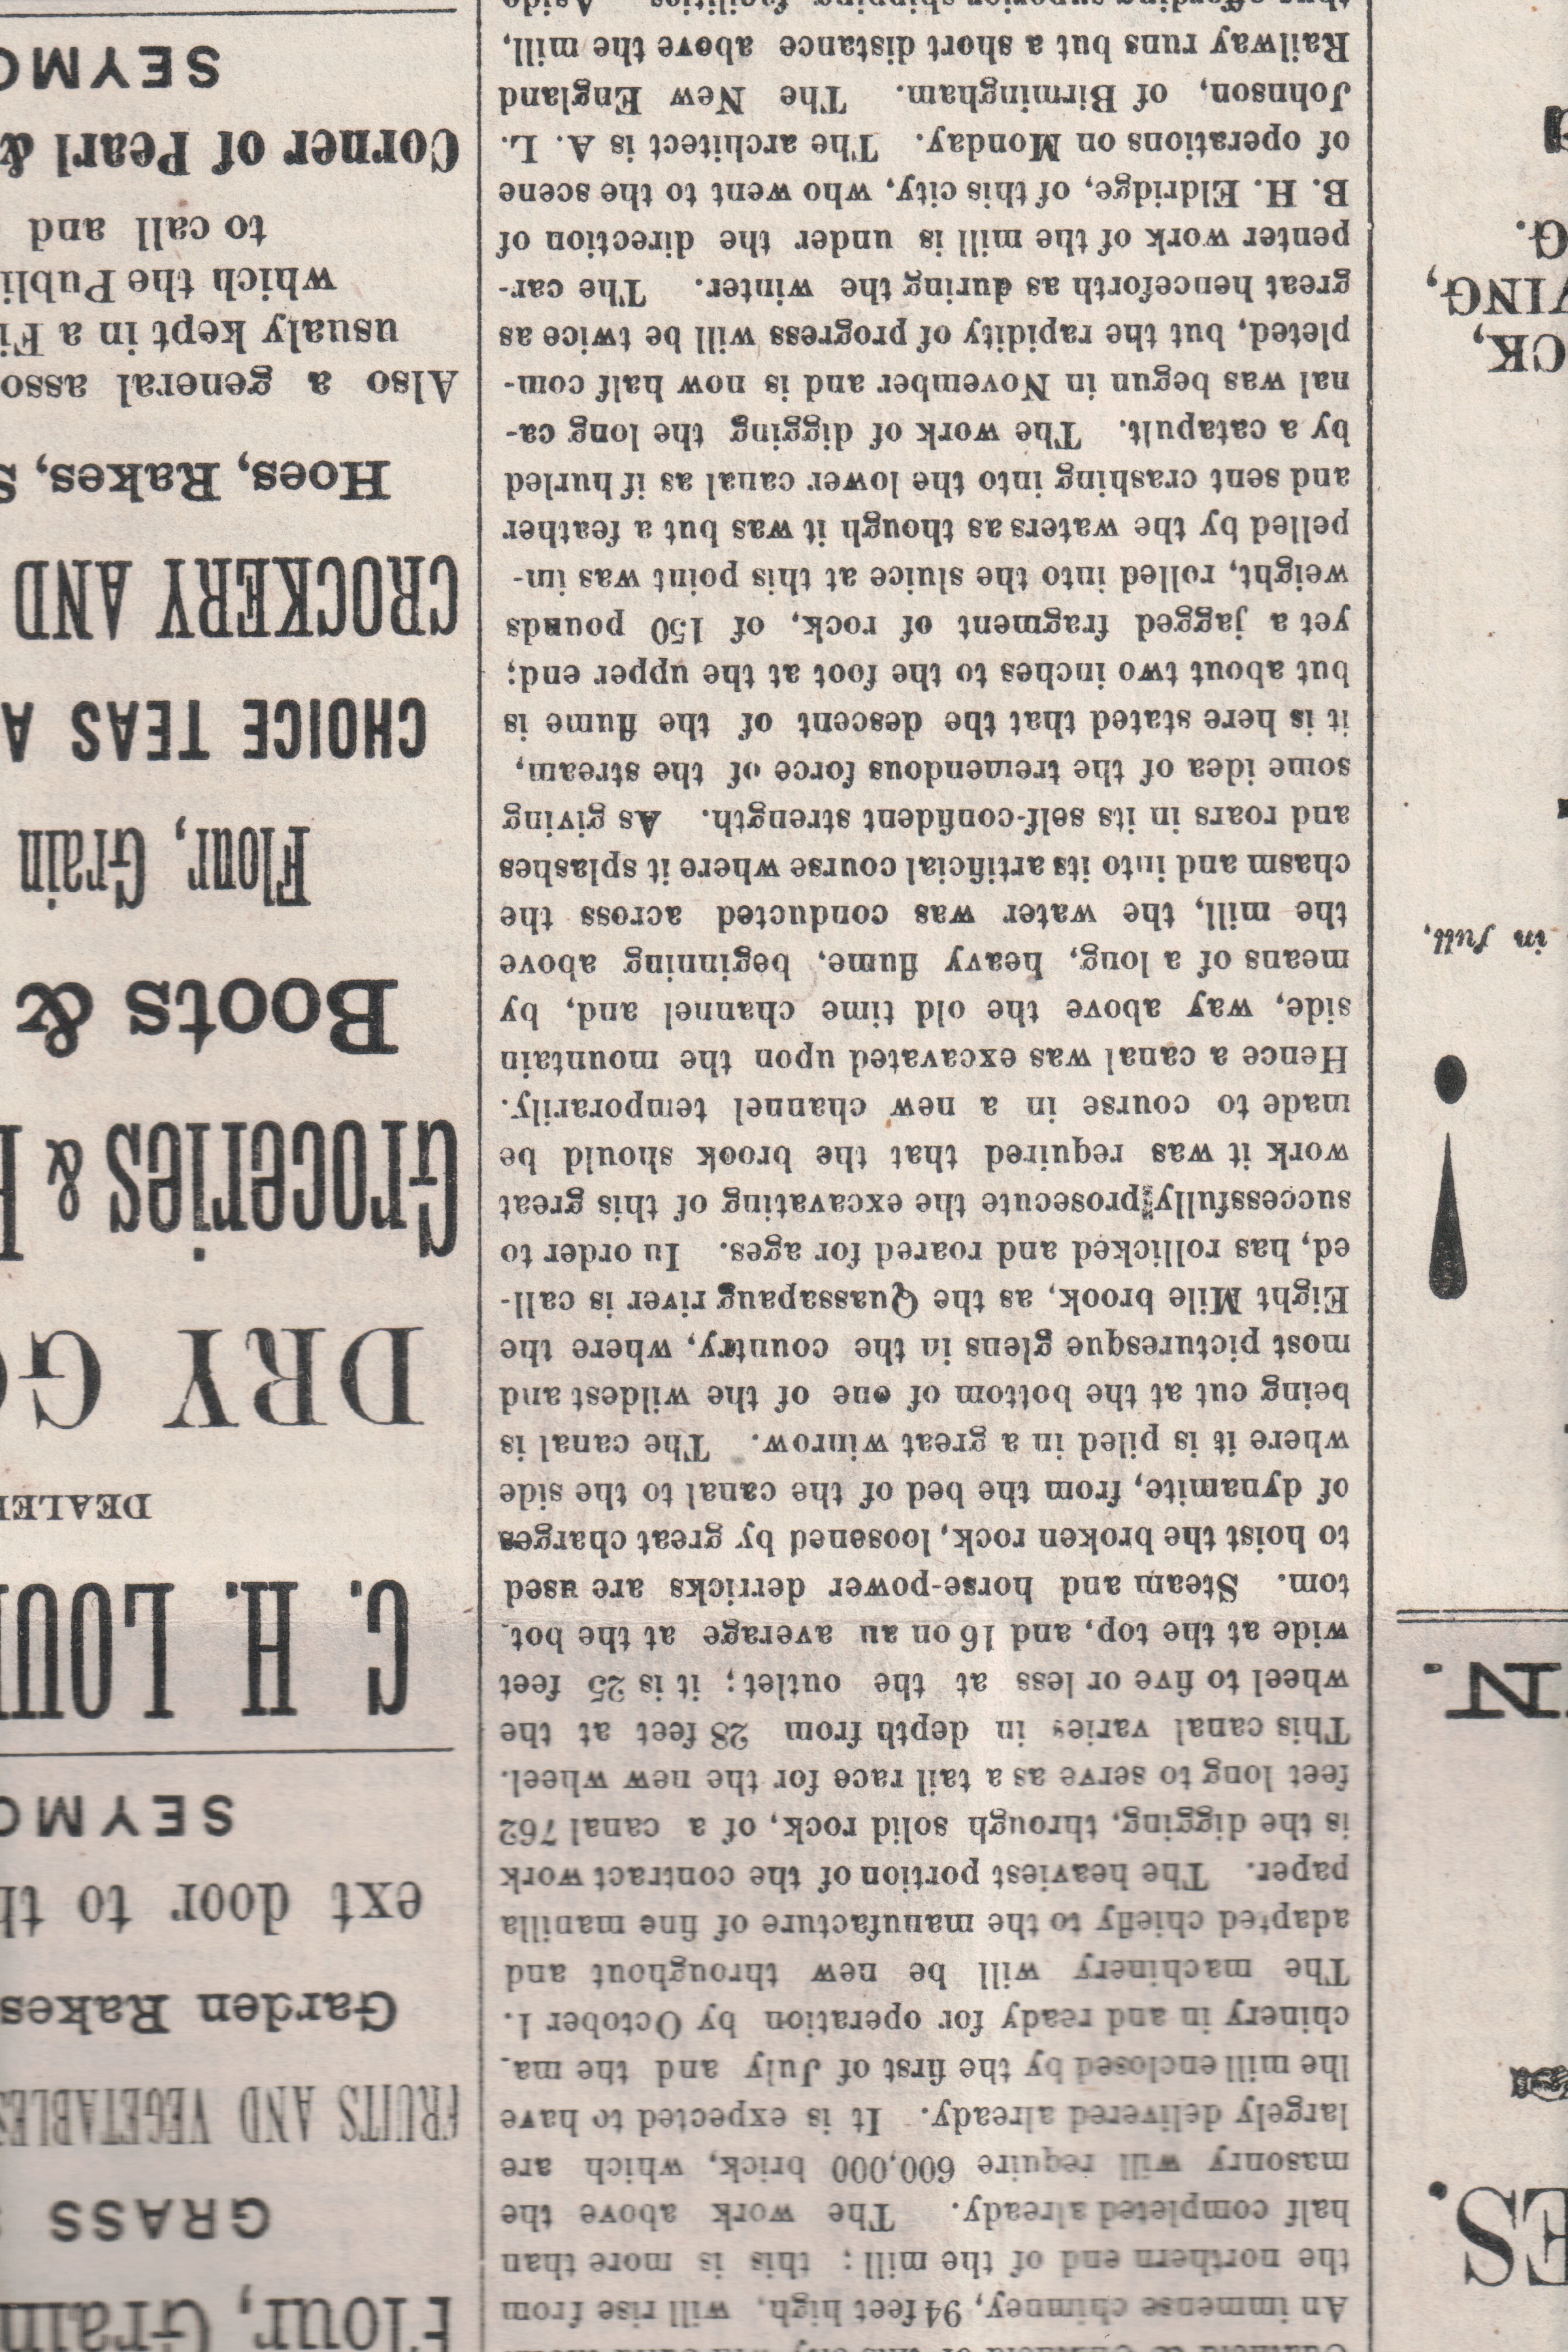 ES.
N.
!
in full,
CK,
VING,
G.
An immense chimney, 94 feet high, will rise from
the northern end of the mill; this is more than
half completed already. The work above the
masonry will require 600,000 brick, which are
largely delivered already. It is expected to have
the mill enclosed by the first of July and the ma-
chinery in and ready for operation by October 1.
The machinery will be new throughout and
adapted chiefly to the manufacture of fine manilla
paper. The heaviest portion of the contract work
is the digging, through solid rock, of a canal 762
feet long to serve as a tail race for the new wheel.
This canal varies in depth from 28 feet at the
wheel to five or less at the outlet; it is 25 feet
wide at the top, and 16 on au average at the bot-
tom. Steam and horse-power derricks are used
to hoist the broken rock, loosened by great charges
of dynamite, from the bed of the canal to the side
where it is piled in a great winrow. The canal is
being cut at the bottom of one of the wildest and
most picturesque glens in the country, where the
Eight Mile brook, as the Quassapaug river is call-
ed, has rollicked and roared for ages. Iu order to
successfully prosecute the excavating of this great
work it was required that the brook should be
made to course in a new channel temporarily.
Hence a canal was excavated upon the mountain
side, way above the old time channel and, by
means of a long, heavy flume, beginning above
the mill, the water was conducted across the
chasm and into its artificial course where it splashes
and roars in its self-confident strength. As giving
some idea of the tremendous force of the stream,
it is here stated that the descent of the flume is
but about two inches to the foot at the upper end;
yet a jagged fragment of rock, of 150 pounds
weight, rolled into the sluice at this point was im-
pelled by the waters as though it was but a feather
and sent crashing into the lower canal as if hurled
by a catapult. The work of digging the long ca-
nal was begun in November and is now half com-
pleted, but the rapidity of progress will be twice as
great henceforth as during the winter. The car-
penter work of the mill is under the direction of
B. H. Eldridge, of this city, who went to the scene
of operations on Monday. The architect is A. L.
Johnson, of Birmingham. The New England
Railway runs but a short distance above the mill,
thus affording superior shipping facilities. Aside
Flour, Grain
GRASS
FRUITS AND VEGETABLES
Garden Rakes
ext door to th
SEYMO
C. H. LOUN
DEALE
DRY GO
Groceries &
Boots &
Flour, Grain
CHOICE TEAS A
CROCKERY AND
Hoes, Rakes, S
Also a general asso
usualy kept in a Fi
which the Publi
to call and
Corner of Pearl &
SEYMO